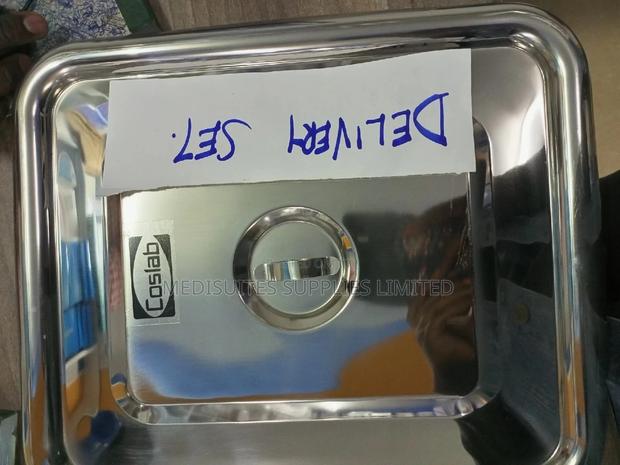 DELIVERY SET.
Coslab
MEDISUITES SUPPLIES LIMITED